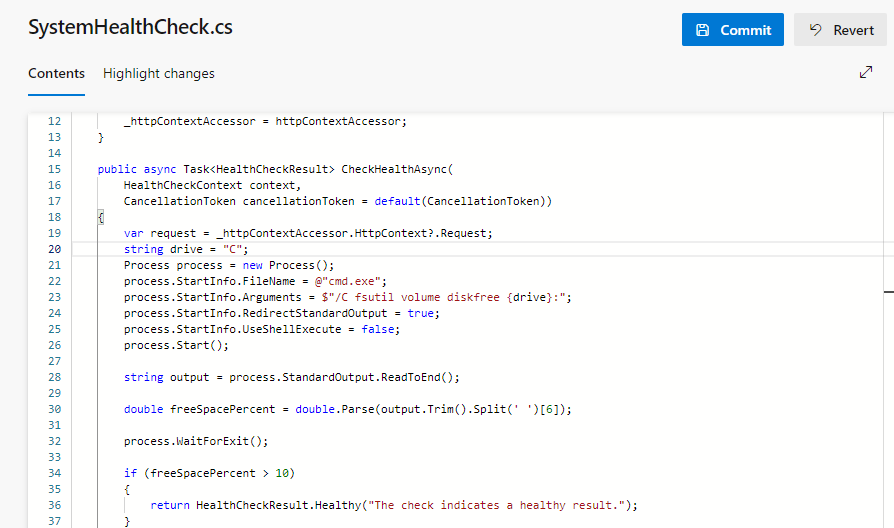 SystemHealthCheck.cs
Commit
Revert
Contents Highlight changes
12 _httpContextAccessor = httpContextAccessor;
13 }
14
15 public async Task<HealthCheckResult> CheckHealthAsync(
16 HealthCheckContext context,
17 CancellationToken cancellationToken = default(CancellationToken))
18 {
19 var request = _httpContextAccessor.HttpContext?.Request;
20 string drive = "C";
21 Process process = new Process();
22 process.StartInfo.FileName = @"cmd.exe";
23 process.StartInfo.Arguments = $"/C fsutil volume diskfree {drive}:";
24 process.StartInfo.RedirectStandardOutput = true;
25 process.StartInfo.UseShellExecute = false;
26 process.Start();
27
28 string output = process.StandardOutput.ReadToEnd();
29
30 double freeSpacePercent = double.Parse(output.Trim().Split(' ')[6]);
31
32 process.WaitForExit();
33
34 if (freeSpacePercent > 10)
35 {
36 return HealthCheckResult.Healthy("The check indicates a healthy result.");
37 }